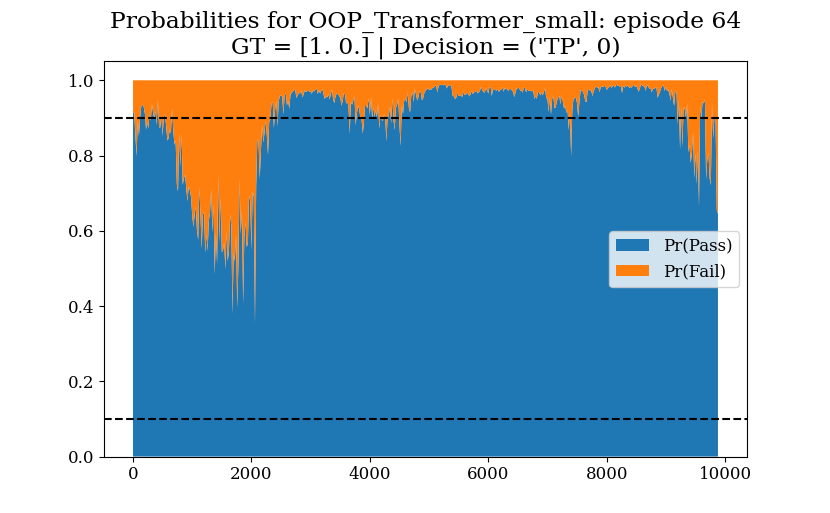 Probabilities for OOP_Transformer_small: episode 64
GT = [1. 0.] | Decision = ('TP', 0)
1.0
0.8
0.6
0.4
0.2
0.0
Pr(Pass)
Pr(Fail)
0 2000 4000 6000 8000 10000